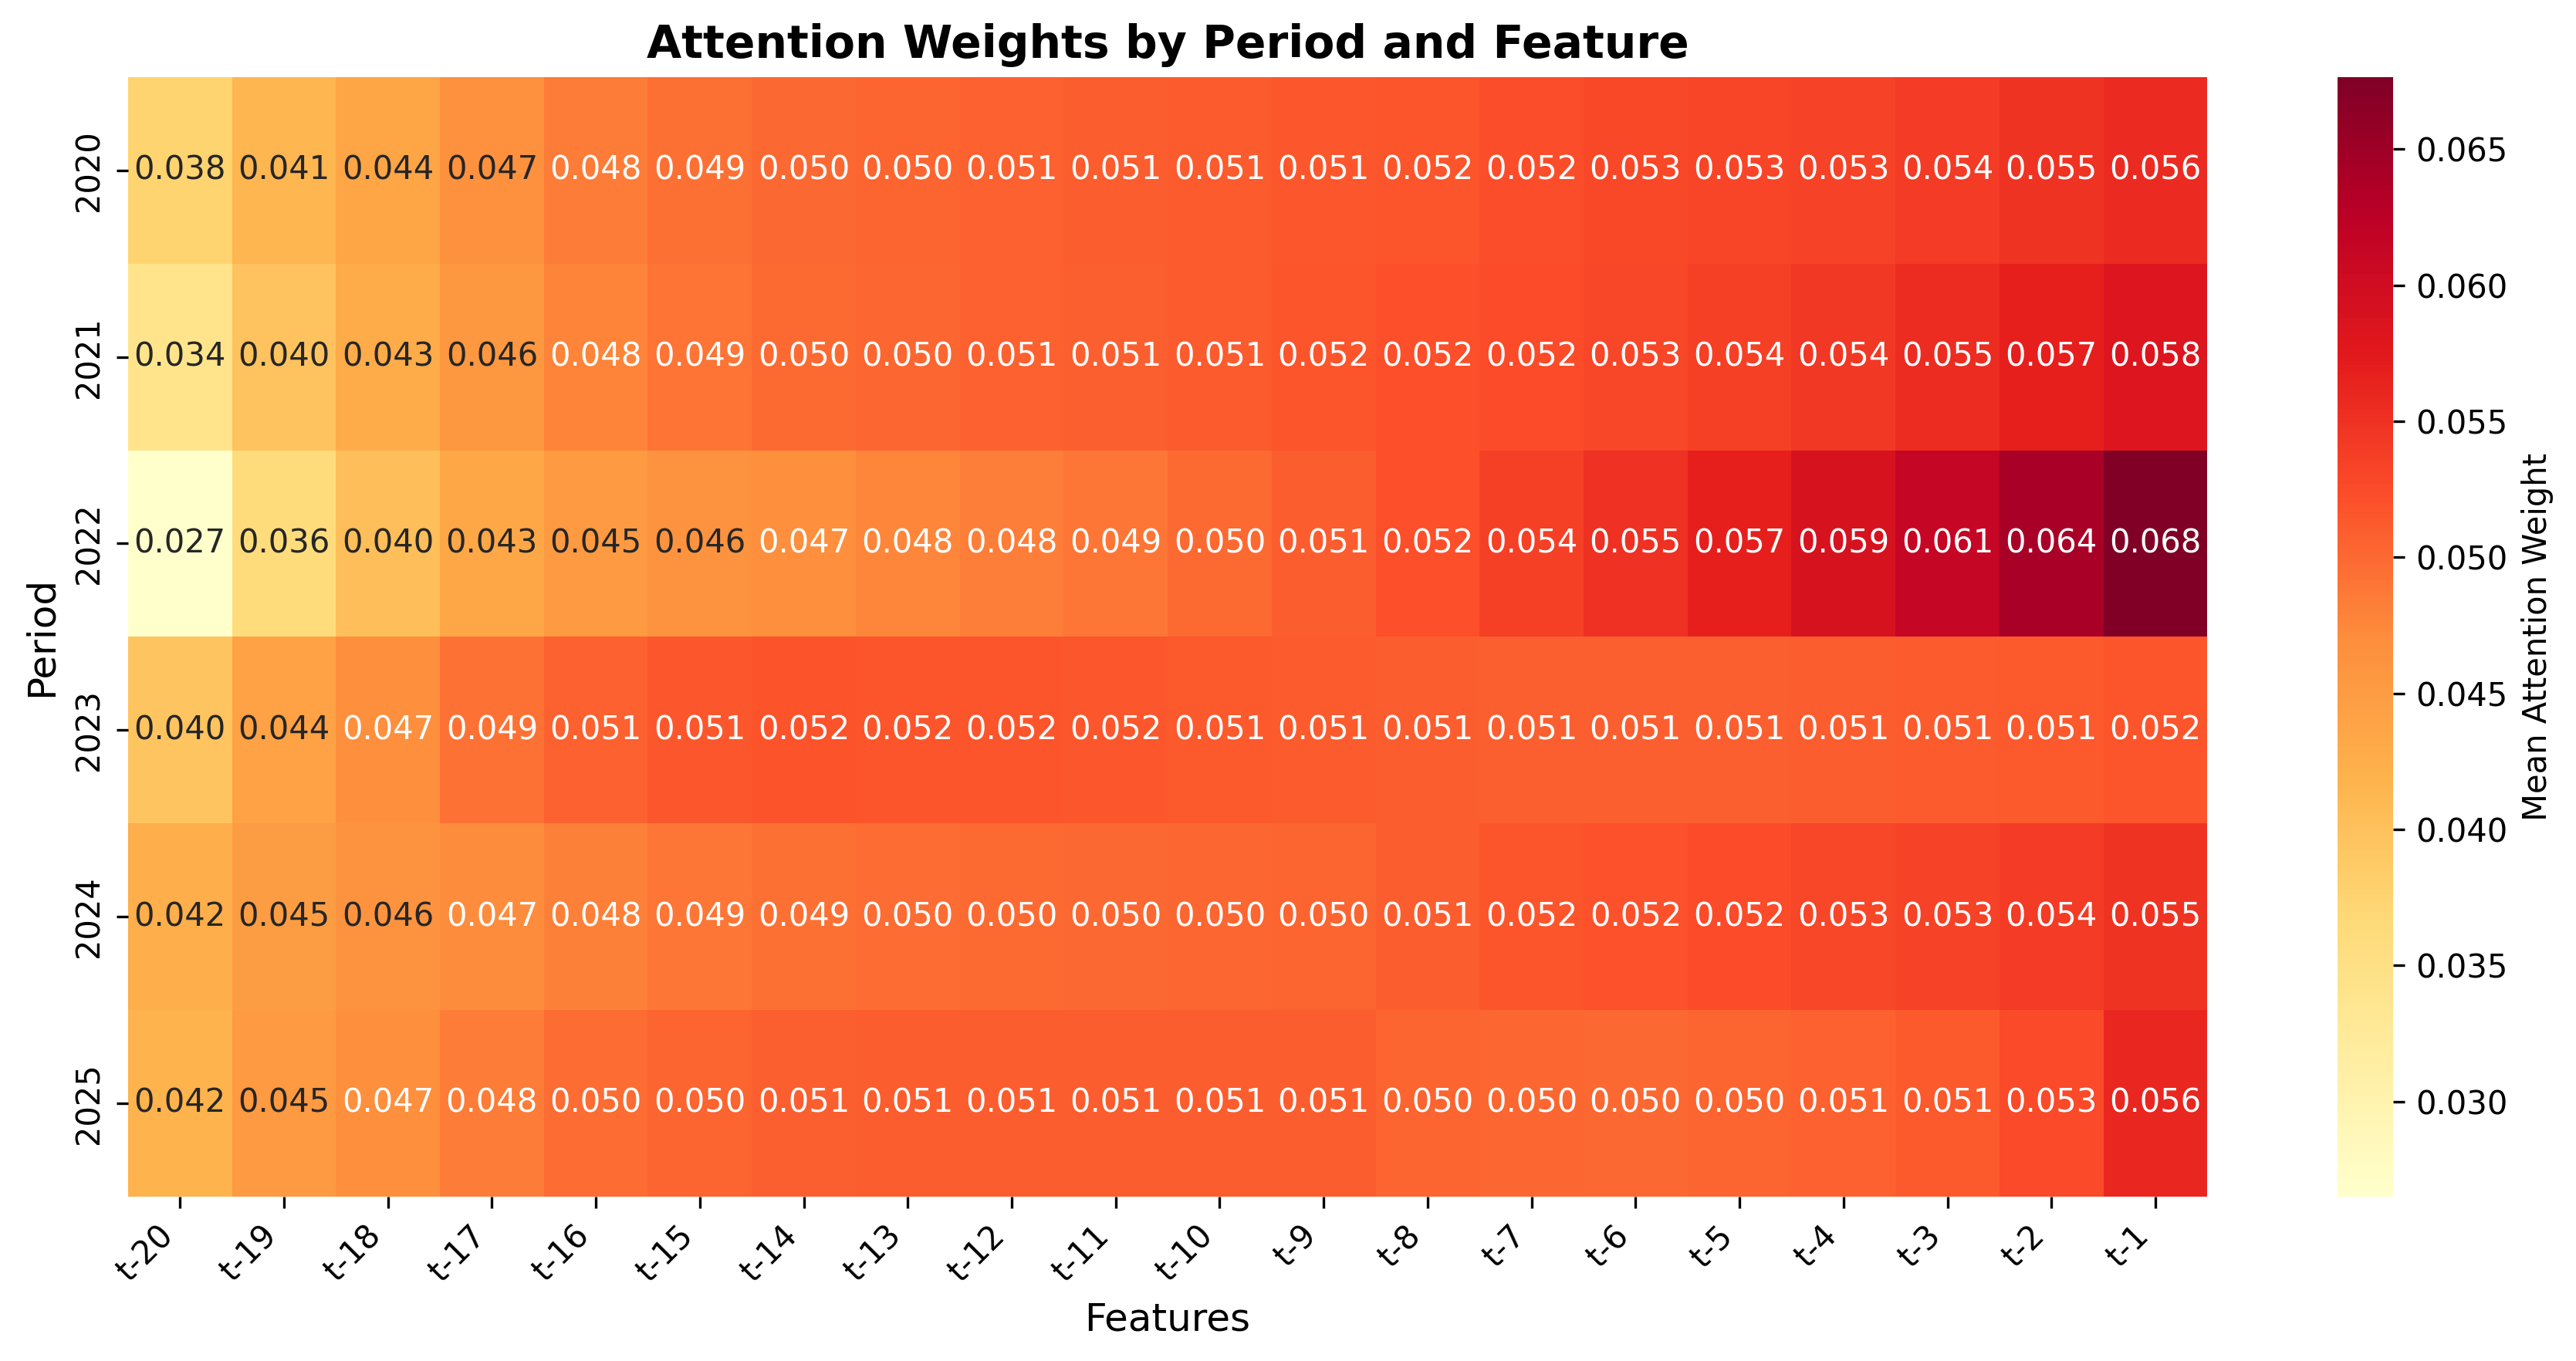 Attention Weights by Period and Feature
Period
2020 0.038 0.041 0.044 0.047 0.048 0.049 0.050 0.050 0.051 0.051 0.051 0.051 0.052 0.052 0.053 0.053 0.053 0.054 0.055 0.056
2021 0.034 0.040 0.043 0.046 0.048 0.049 0.050 0.050 0.051 0.051 0.051 0.052 0.052 0.052 0.053 0.054 0.054 0.055 0.057 0.058
2022 0.027 0.036 0.040 0.043 0.045 0.046 0.047 0.048 0.048 0.049 0.050 0.051 0.052 0.054 0.055 0.057 0.059 0.061 0.064 0.068
2023 0.040 0.044 0.047 0.049 0.051 0.051 0.052 0.052 0.052 0.052 0.051 0.051 0.051 0.051 0.051 0.051 0.051 0.051 0.051 0.052
2024 0.042 0.045 0.046 0.047 0.048 0.049 0.049 0.050 0.050 0.050 0.050 0.050 0.051 0.052 0.052 0.052 0.053 0.053 0.054 0.055
2025 0.042 0.045 0.047 0.048 0.050 0.050 0.051 0.051 0.051 0.051 0.051 0.051 0.050 0.050 0.050 0.050 0.051 0.051 0.053 0.056
t-20 t-19 t-18 t-17 t-16 t-15 t-14 t-13 t-12 t-11 t-10 t-9 t-8 t-7 t-6 t-5 t-4 t-3 t-2 t-1
Features
0.065
0.060
0.055
0.050
0.045
0.040
0.035
0.030
Mean Attention Weight